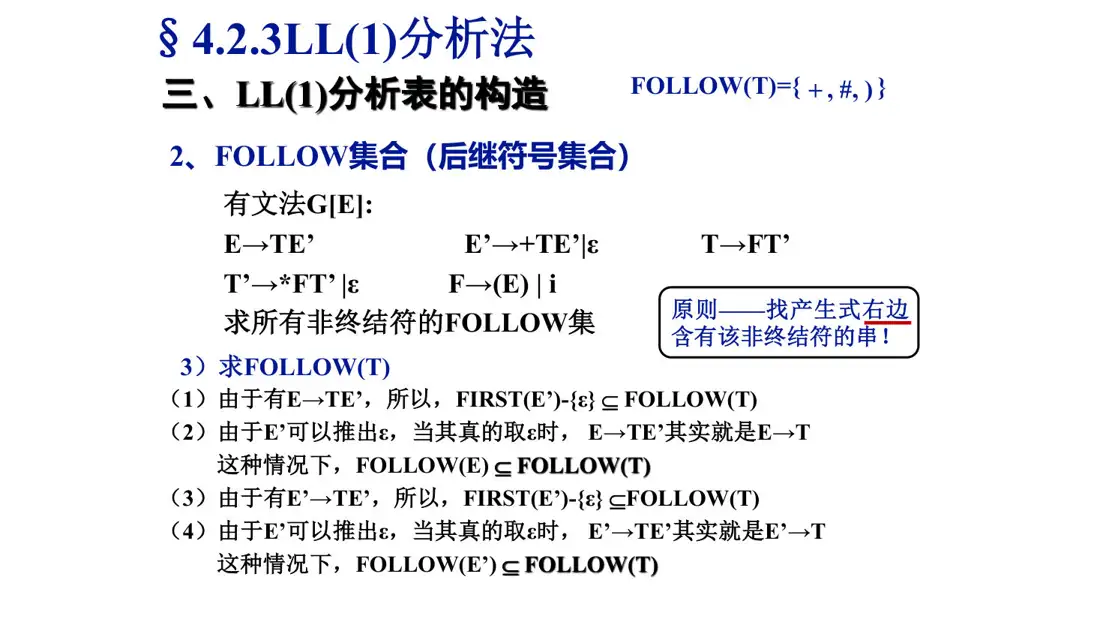 § 4.2.3LL(1)分析法
三、LL(1)分析表的构造
FOLLOW(T)={ + , #, ) }
2、FOLLOW集合（后继符号集合）
有文法G[E]:
E→TE’ E’→+TE’|ε T→FT’
T’→*FT’ |ε F→(E) | i
求所有非终结符的FOLLOW集
原则——找产生式右边
含有该非终结符的串！
3）求FOLLOW(T)
（1）由于有E→TE’，所以，FIRST(E’)-{ε} ⊆ FOLLOW(T)
（2）由于E’可以推出ε，当其真的取ε时， E→TE’其实就是E→T
这种情况下，FOLLOW(E) ⊆ FOLLOW(T)
（3）由于有E’→TE’，所以，FIRST(E’)-{ε} ⊆FOLLOW(T)
（4）由于E’可以推出ε，当其真的取ε时， E’→TE’其实就是E’→T
这种情况下，FOLLOW(E’) ⊆ FOLLOW(T)